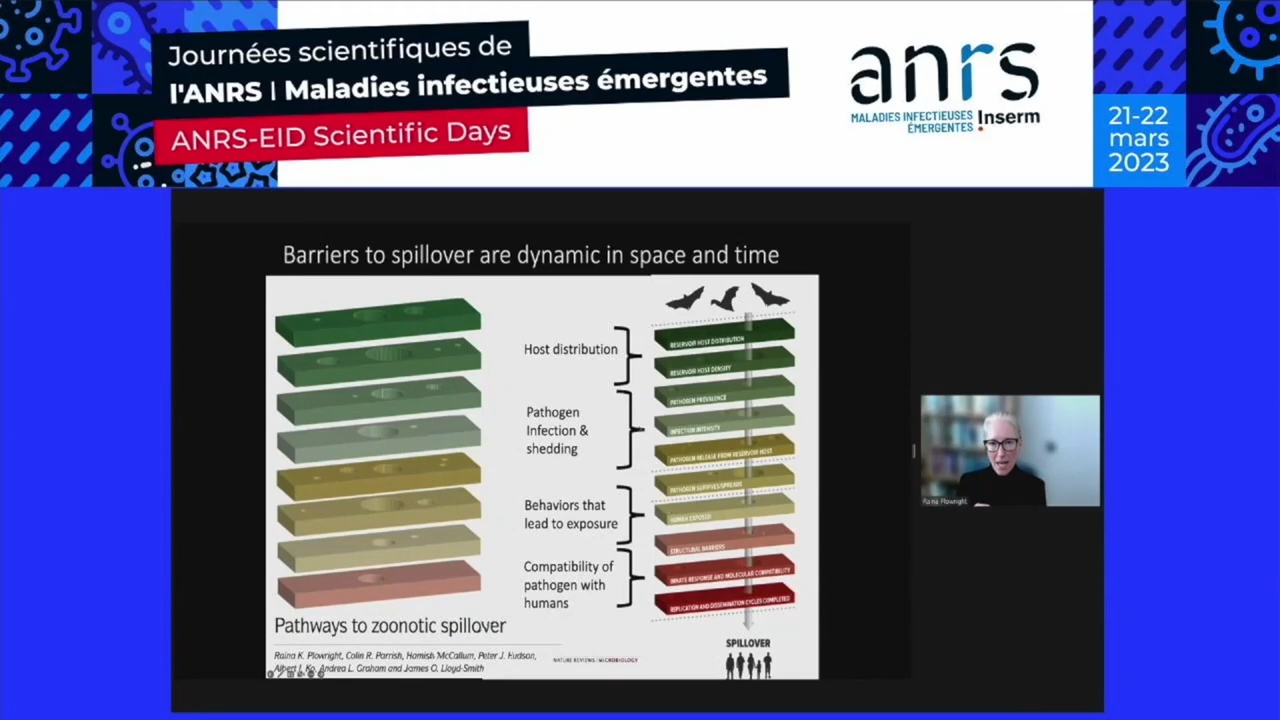 Journées scientifiques de
l'ANRS | Maladies infectieuses émergentes
ANRS-EID Scientific Days
anrs
MALADIES INFECTIEUSES
ÉMERGENTES
Inserm
21-22
mars
2023
Barriers to spillover are dynamic in space and time
Host distribution
Pathogen
Infection &
shedding
Behaviors that
lead to exposure
Compatibility of
pathogen with
humans
RESERVOIR HOST DISTRIBUTION
RESERVOIR HOST DENSITY
PATHOGEN PREVALENCE
INFECTION INTENSITY
PATHOGEN RELEASE FROM RESERVOIR HOST
PATHOGEN SURVIVES/SPREADS
HUMAN EXPOSED
STRUCTURAL BARRIERS
INNATE RESPONSE AND MOLECULAR COMPATIBILITY
REPLICATION AND DISSEMINATION CYCLES COMPLETED
SPILLOVER
Pathways to zoonotic spillover
Raina K. Plowright, Colin R. Parrish, Hamish McCallum, Peter J. Hudson,
Albert I. Ko, Andrea L. Graham and James O. Lloyd-Smith
NATURE REVIEWS | MICROBIOLOGY
Raina Plowright